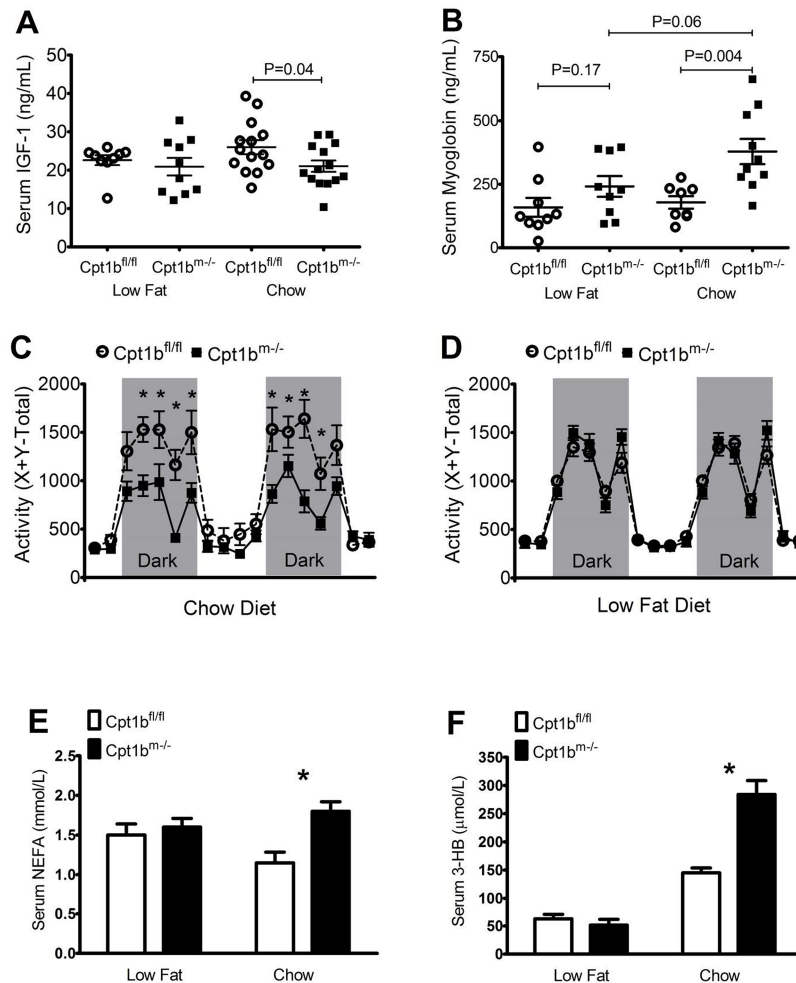 A
Serum IGF-1 (ng/mL)
50
40
30
20
10
0
P=0.04
Cpt1bfl/fl Cpt1bm-/- Cpt1bfl/fl Cpt1bm-/-
Low Fat Chow
B
Serum Myoglobin (ng/mL)
750
500
250
0
P=0.06
P=0.17 P=0.004
Cpt1bfl/fl Cpt1bm-/- Cpt1bfl/fl Cpt1bm-/-
Low Fat Chow
C
Cpt1bfl/fl Cpt1bm-/-
Activity (X+Y-Total)
2000
1500
1000
500
0
* * * * * * * *
Dark Dark
Chow Diet
D
Cpt1bfl/fl Cpt1bm-/-
Activity (X+Y-Total)
2000
1500
1000
500
0
Dark Dark
Low Fat Diet
E
Cpt1bfl/fl
Cpt1bm-/-
Serum NEFA (mmol/L)
2.5
2.0
1.5
1.0
0.5
0.0
*
Low Fat Chow
F
Cpt1bfl/fl
Cpt1bm-/-
Serum 3-HB (μmol/L)
350
300
250
200
150
100
50
0
*
Low Fat Chow